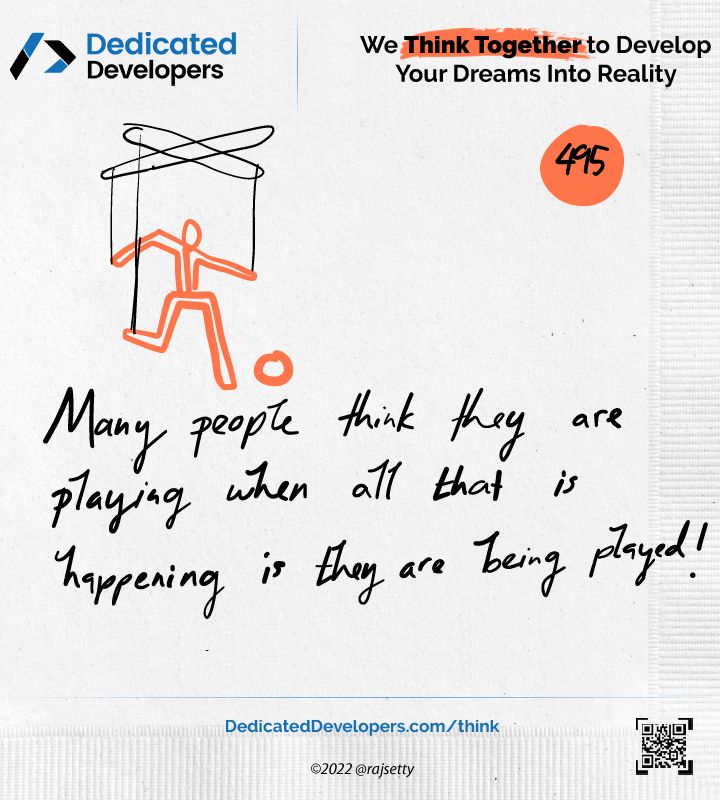 Dedicated
Developers
We Think Together to Develop
Your Dreams Into Reality
495
Many people think they are
playing when all that is
happening is they are being played!
DedicatedDevelopers.com/think
©2022 @rajsetty